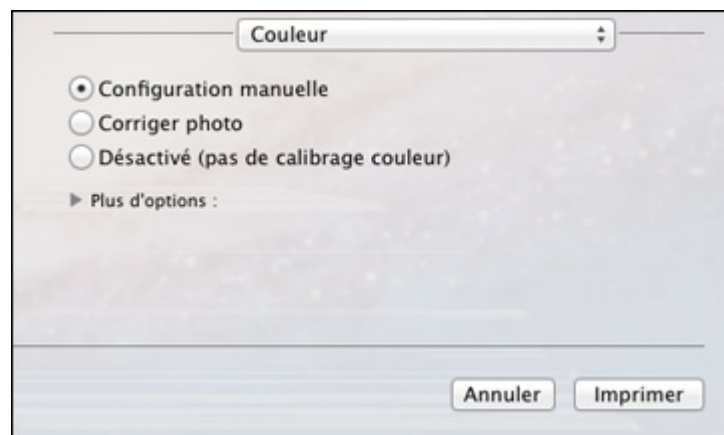 Couleur
Configuration manuelle
Corriger photo
Désactivé (pas de calibrage couleur)
Plus d'options :
Annuler Imprimer